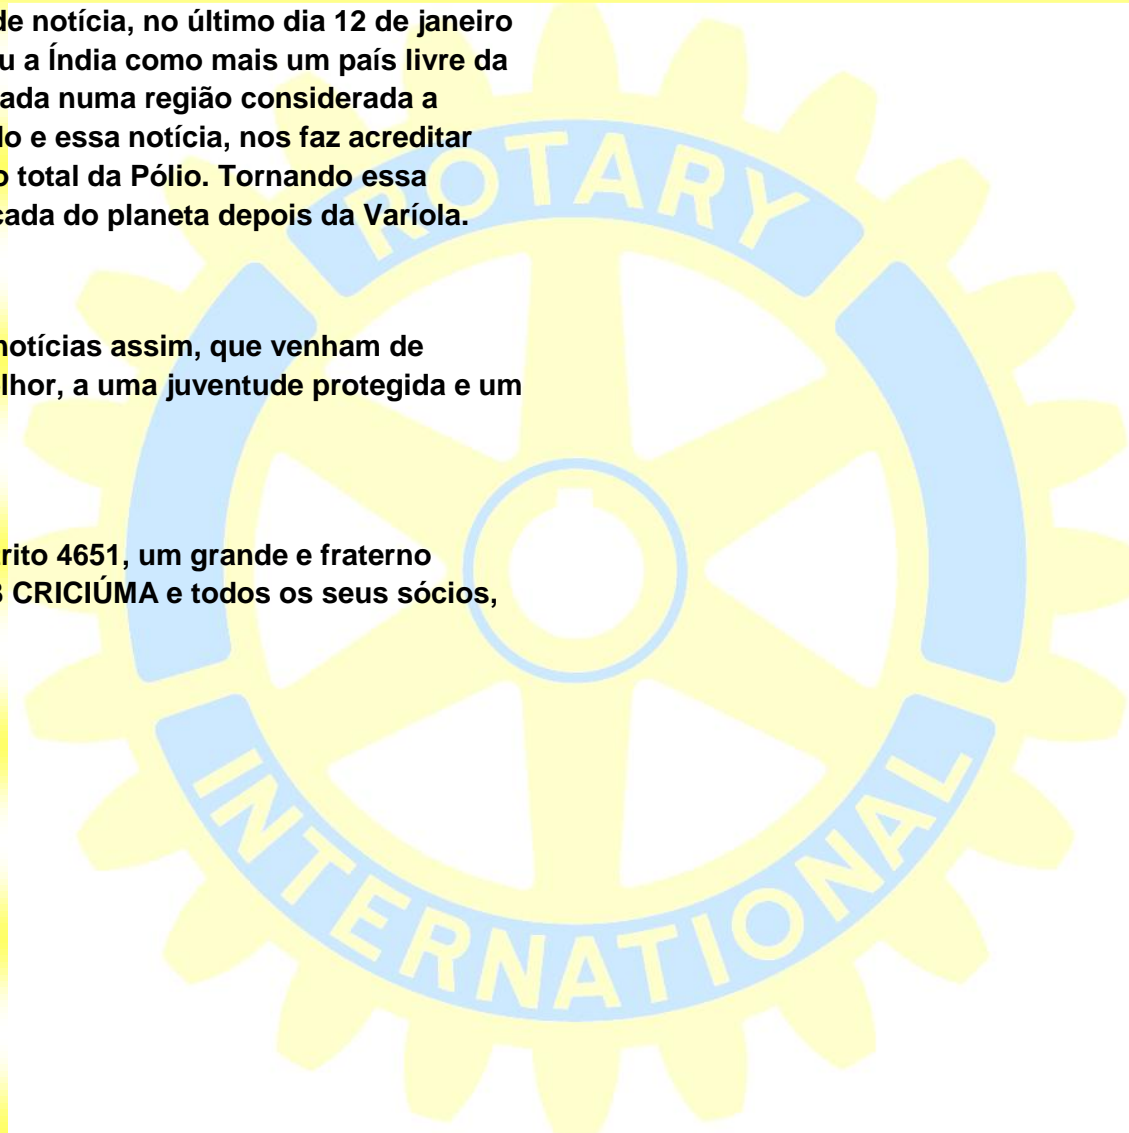 de notícia, no último dia 12 de janeiro
u a Índia como mais um país livre da
ada numa região considerada a
do e essa notícia, nos faz acreditar
o total da Pólio. Tornando essa
cada do planeta depois da Varíola.
notícias assim, que venham de
lhor, a uma juventude protegida e um
rito 4651, um grande e fraterno
B CRICIÚMA e todos os seus sócios,
ROTARY
INTERNATIONAL